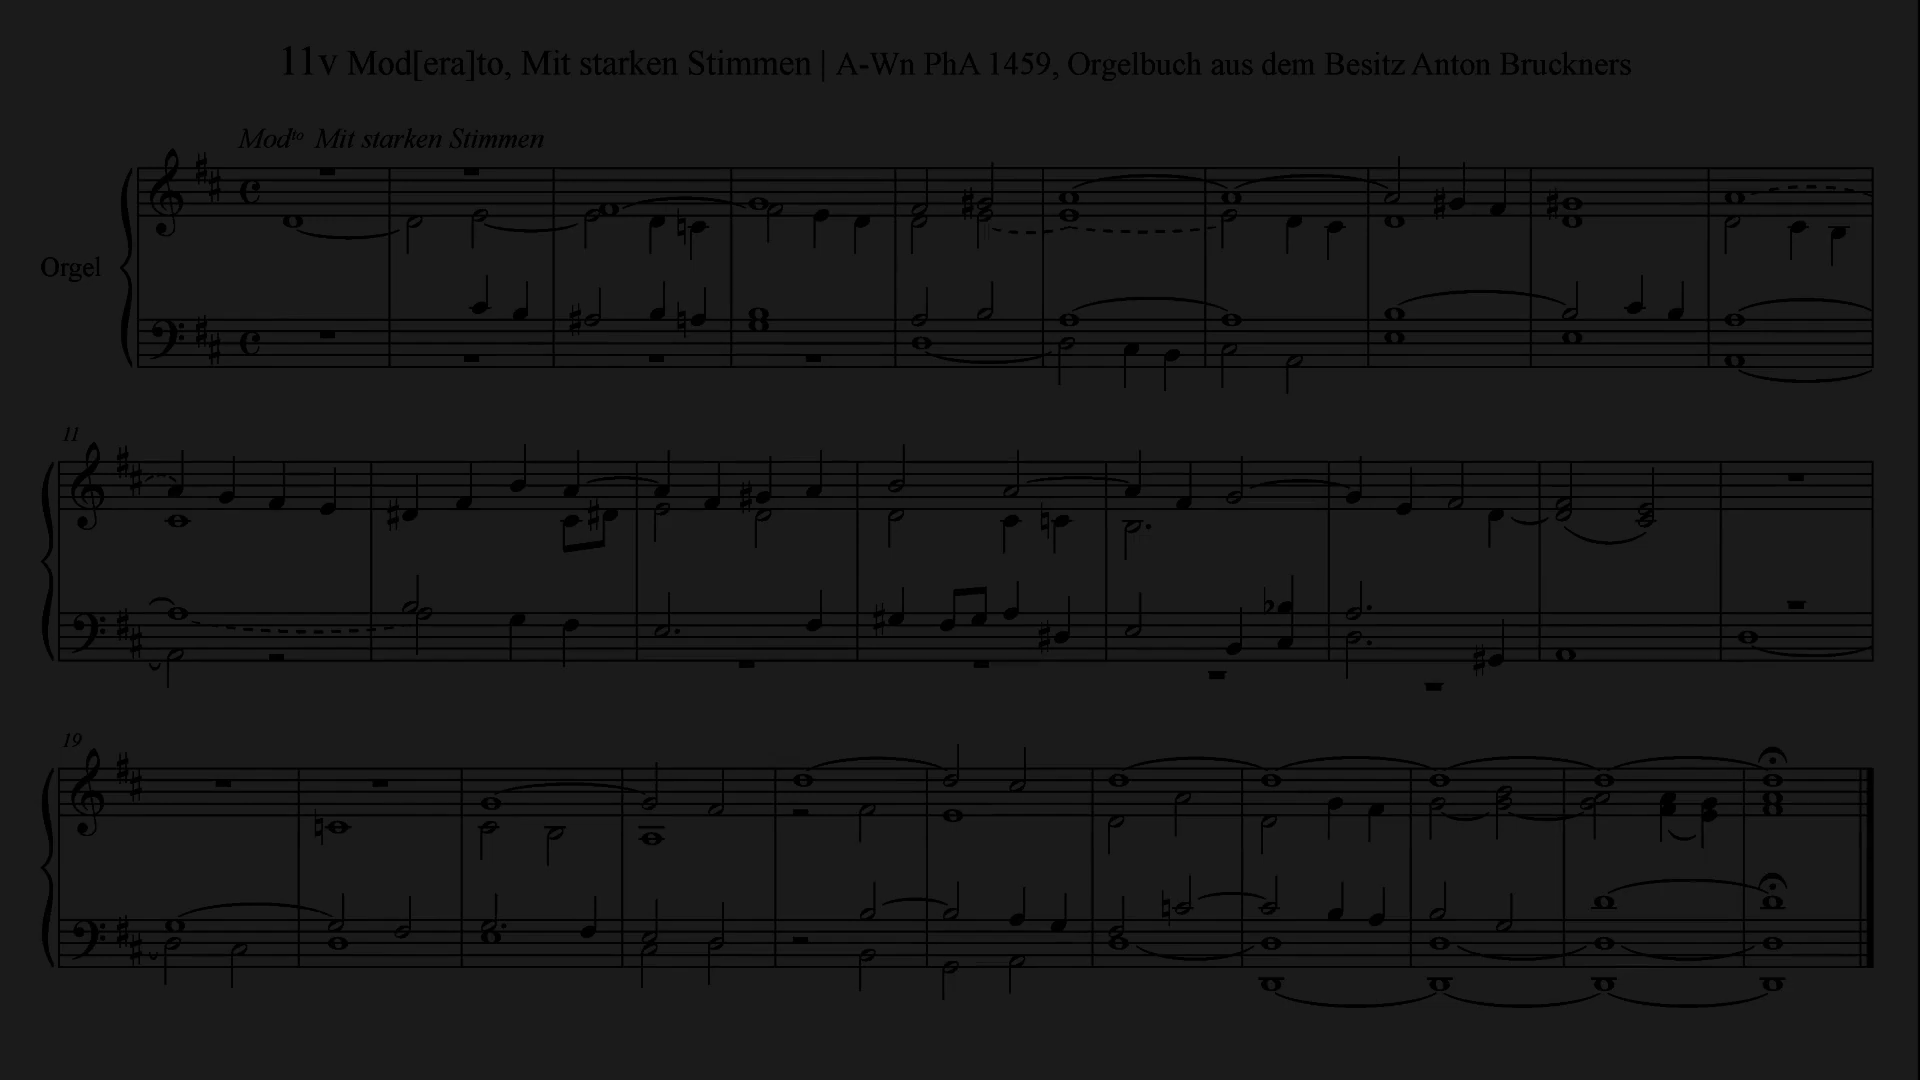 11v Mod[era]to, Mit starken Stimmen | A-Wn PhA 1459, Orgelbuch aus dem Besitz Anton Bruckners
Modto Mit starken Stimmen
Orgel
11
19